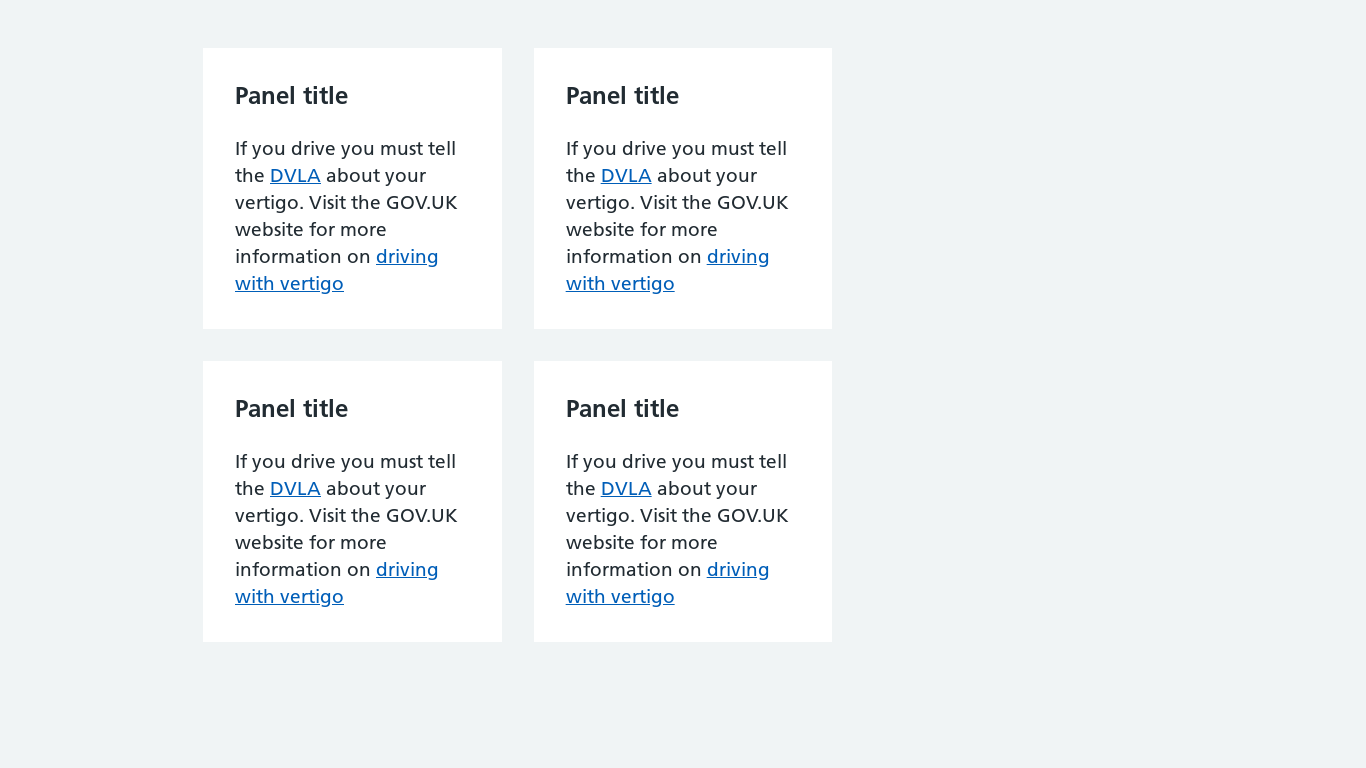 Panel title
If you drive you must tell
the DVLA about your
vertigo. Visit the GOV.UK
website for more
information on driving
with vertigo
Panel title
If you drive you must tell
the DVLA about your
vertigo. Visit the GOV.UK
website for more
information on driving
with vertigo
Panel title
If you drive you must tell
the DVLA about your
vertigo. Visit the GOV.UK
website for more
information on driving
with vertigo
Panel title
If you drive you must tell
the DVLA about your
vertigo. Visit the GOV.UK
website for more
information on driving
with vertigo